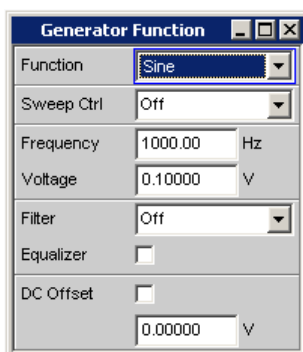 Generator Function
Function Sine
Sweep Ctrl Off
Frequency 1000.00 Hz
Voltage 0.10000 V
Filter Off
Equalizer
DC Offset
0.00000 V